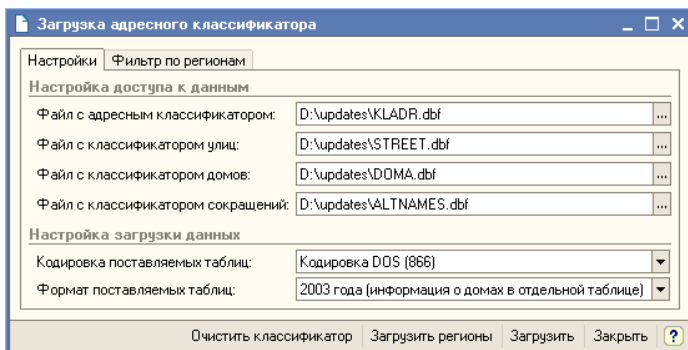 Загрузка адресного классификатора
Настройки Фильтр по регионам
Настройка доступа к данным
Файл с адресным классификатором: D:\updates\KLADR.dbf ...
Файл с классификатором улиц: D:\updates\STREET.dbf ...
Файл с классификатором домов: D:\updates\DOMA.dbf ...
Файл с классификатором сокращений: D:\updates\ALTNAMES.dbf ...
Настройка загрузки данных
Кодировка поставляемых таблиц: Кодировка DOS (866)
Формат поставляемых таблиц: 2003 года (информация о домах в отдельной таблице)
Очистить классификатор Загрузить регионы Загрузить Закрыть ?